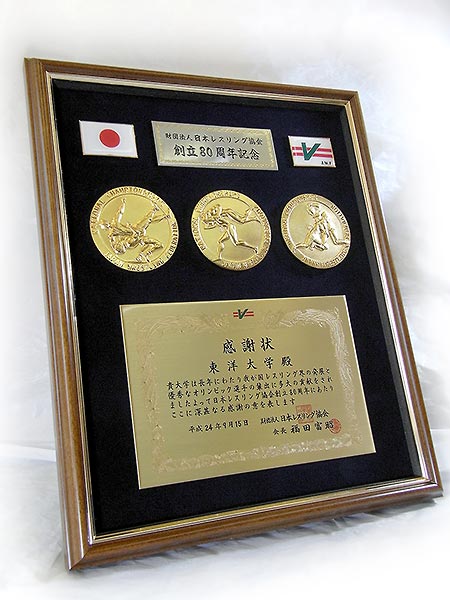 財団法人日本レスリング協会
創立80周年記念
J.W.F
感謝状
東洋大学殿
貴大学は長年にわたり我が国レスリング界の発展と
優秀なオリンピック選手の輩出に多大の貢献をされ
ましたよって日本レスリング協会創立80周年にあたり
ここに深甚なる感謝の意を表します
平成24年9月15日
財団法人日本レスリング協会
会長 福田富昭